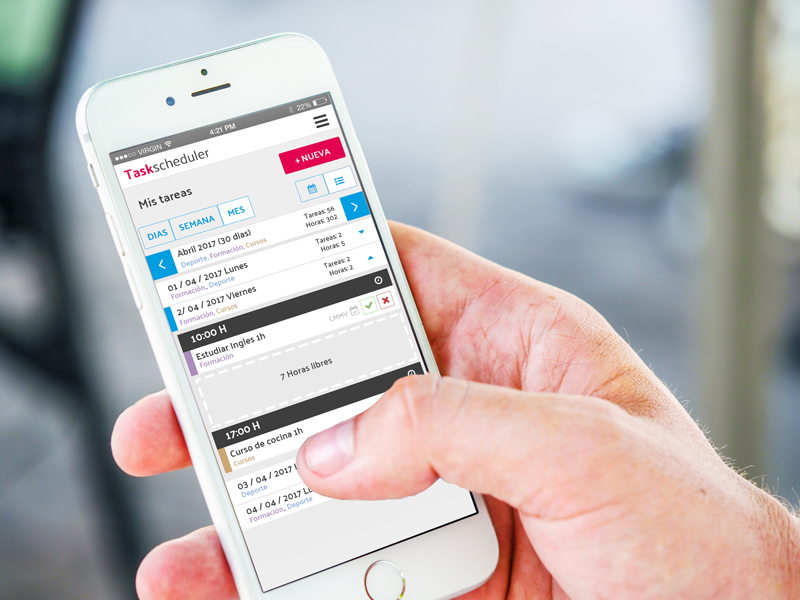 VIRGIN 4:21 PM 22%
Taskscheduler
Mis tareas + NUEVA
DIAS SEMANA MES
Abril 2017 (30 dias) Tareas: 56
Deporte, Formación, Cursos Horas: 302
01 / 04 / 2017 Lunes Tareas: 2
Formación, Deporte Horas: 5
2/ 04 / 2017 Viernes Tareas: 2
Formación, Cursos Horas: 2
10:00 H
Estudiar Ingles 1h LMMV
Formación
7 Horas libres
17:00 H
Curso de cocina 1h
Cursos
03 / 04 / 2017
Deporte
04 / 04 / 2017 Lu
Formación, Deporte